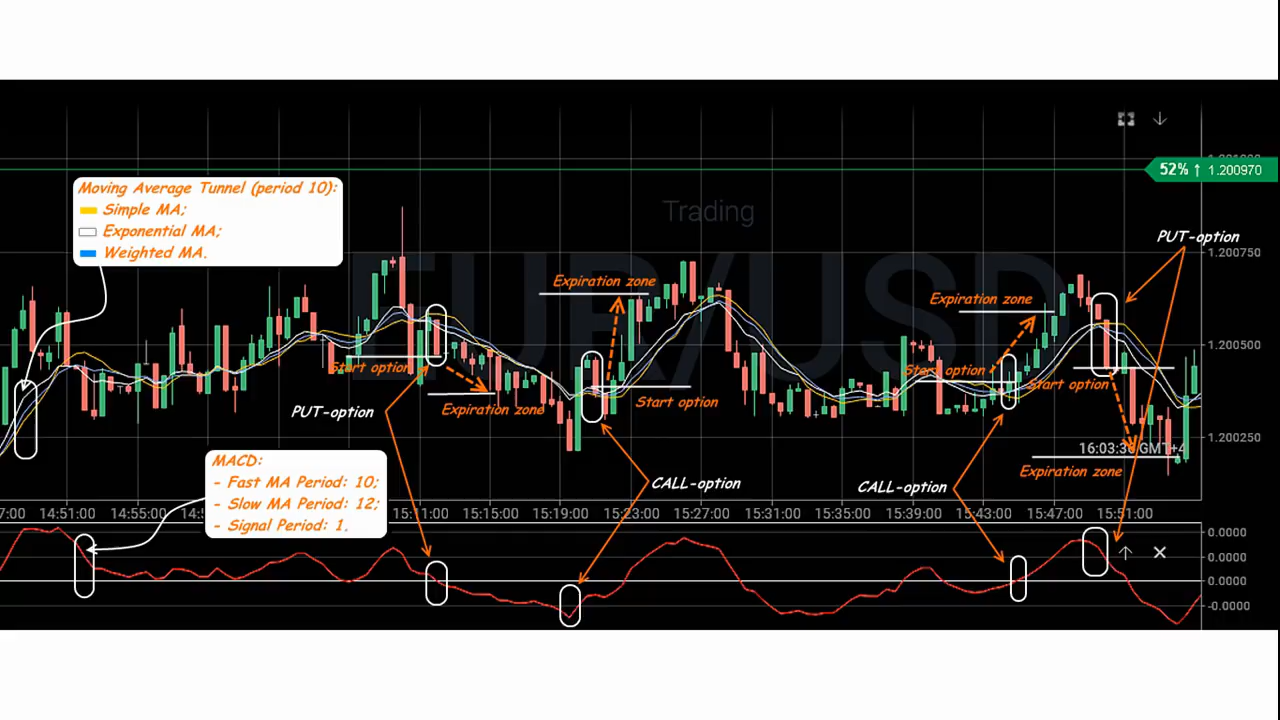 52% ↑ 1.200970
Trading
EUR/USD
PUT-option
1.200750
Moving Average Tunnel (period 10):
Simple MA;
Exponential MA;
Weighted MA.
Expiration zone
Expiration zone
1.200500
Start option
Start option
Start option
Start option
PUT-option
Expiration zone
1.200250
16:03:36 GMT+4
Expiration zone
MACD:
- Fast MA Period: 10;
- Slow MA Period: 12;
- Signal Period: 1.
CALL-option
CALL-option
7:00 14:51:00 14:55:00 15:11:00 15:15:00 15:19:00 15:23:00 15:27:00 15:31:00 15:35:00 15:39:00 15:43:00 15:47:00 15:51:00
0.0000
0.0000
0.0000
-0.0000